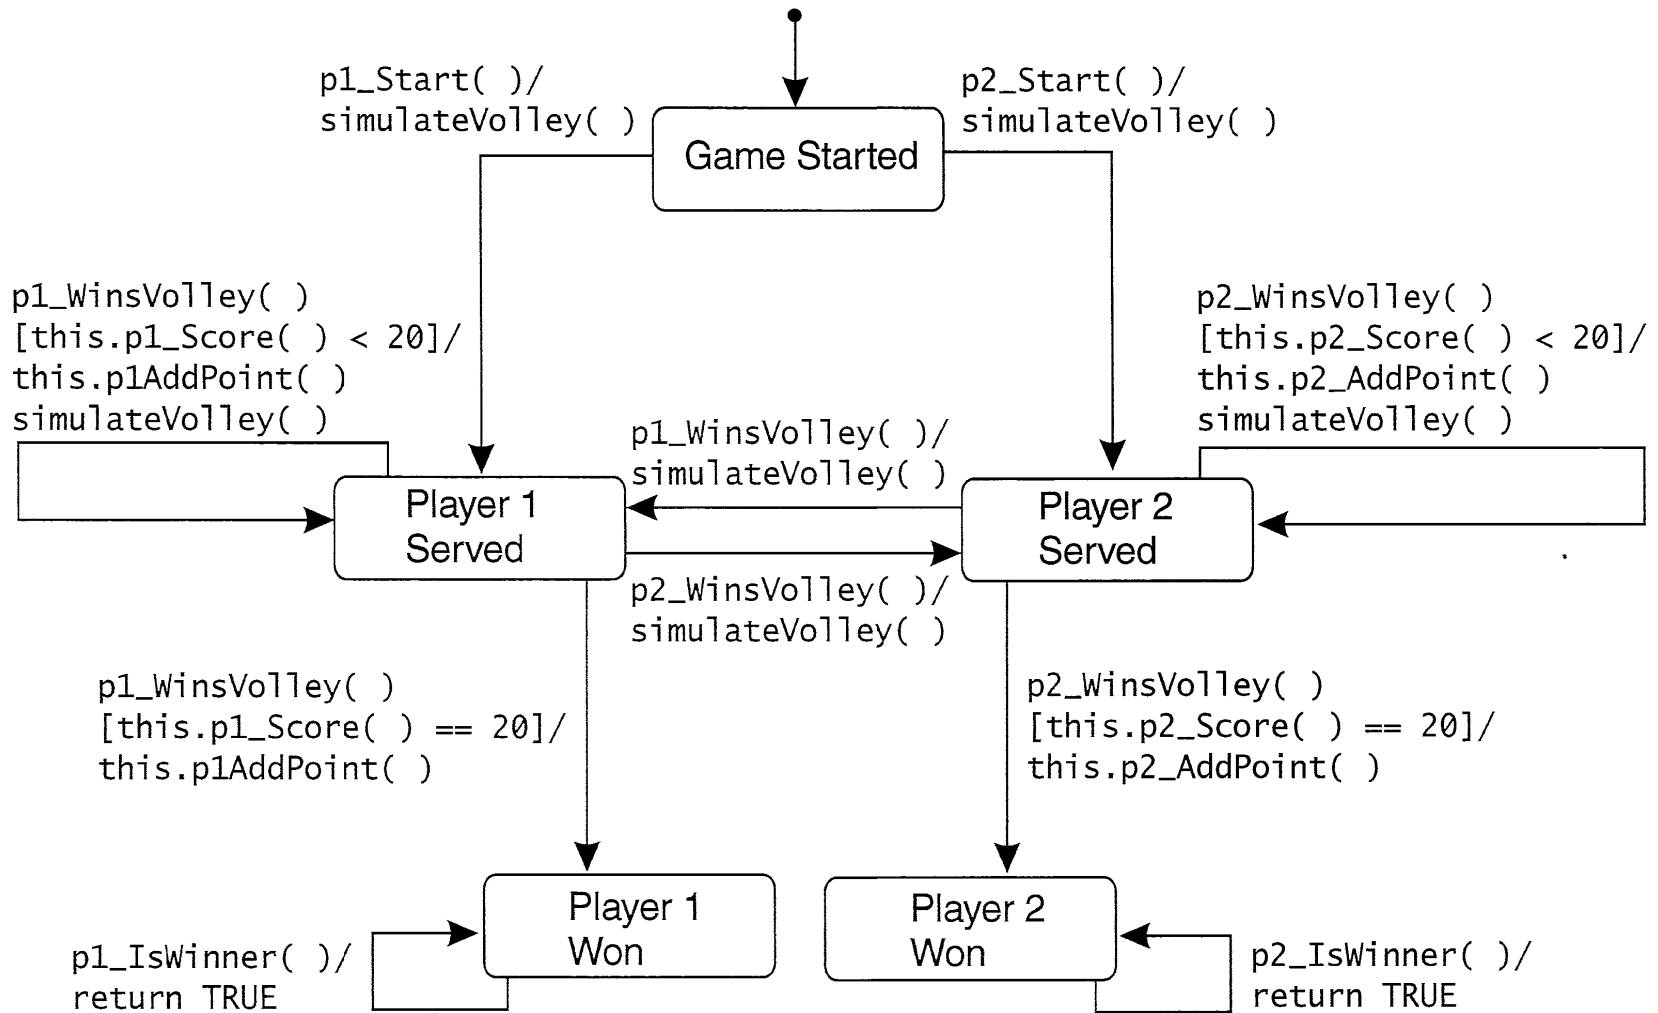 p1_Start( )/
simulateVolley( )
p2_Start( )/
simulateVolley( )
Game Started
p1_WinsVolley( )
[this.p1_Score( ) < 20]/
this.p1AddPoint( )
simulateVolley( )
p2_WinsVolley( )
[this.p2_Score( ) < 20]/
this.p2_AddPoint( )
simulateVolley( )
p1_WinsVolley( )/
simulateVolley( )
Player 1
Served
Player 2
Served
p2_WinsVolley( )/
simulateVolley( )
p1_WinsVolley( )
[this.p1_Score( ) == 20]/
this.p1AddPoint( )
p2_WinsVolley( )
[this.p2_Score( ) == 20]/
this.p2_AddPoint( )
Player 1
Won
Player 2
Won
p1_IsWinner( )/
return TRUE
p2_IsWinner( )/
return TRUE